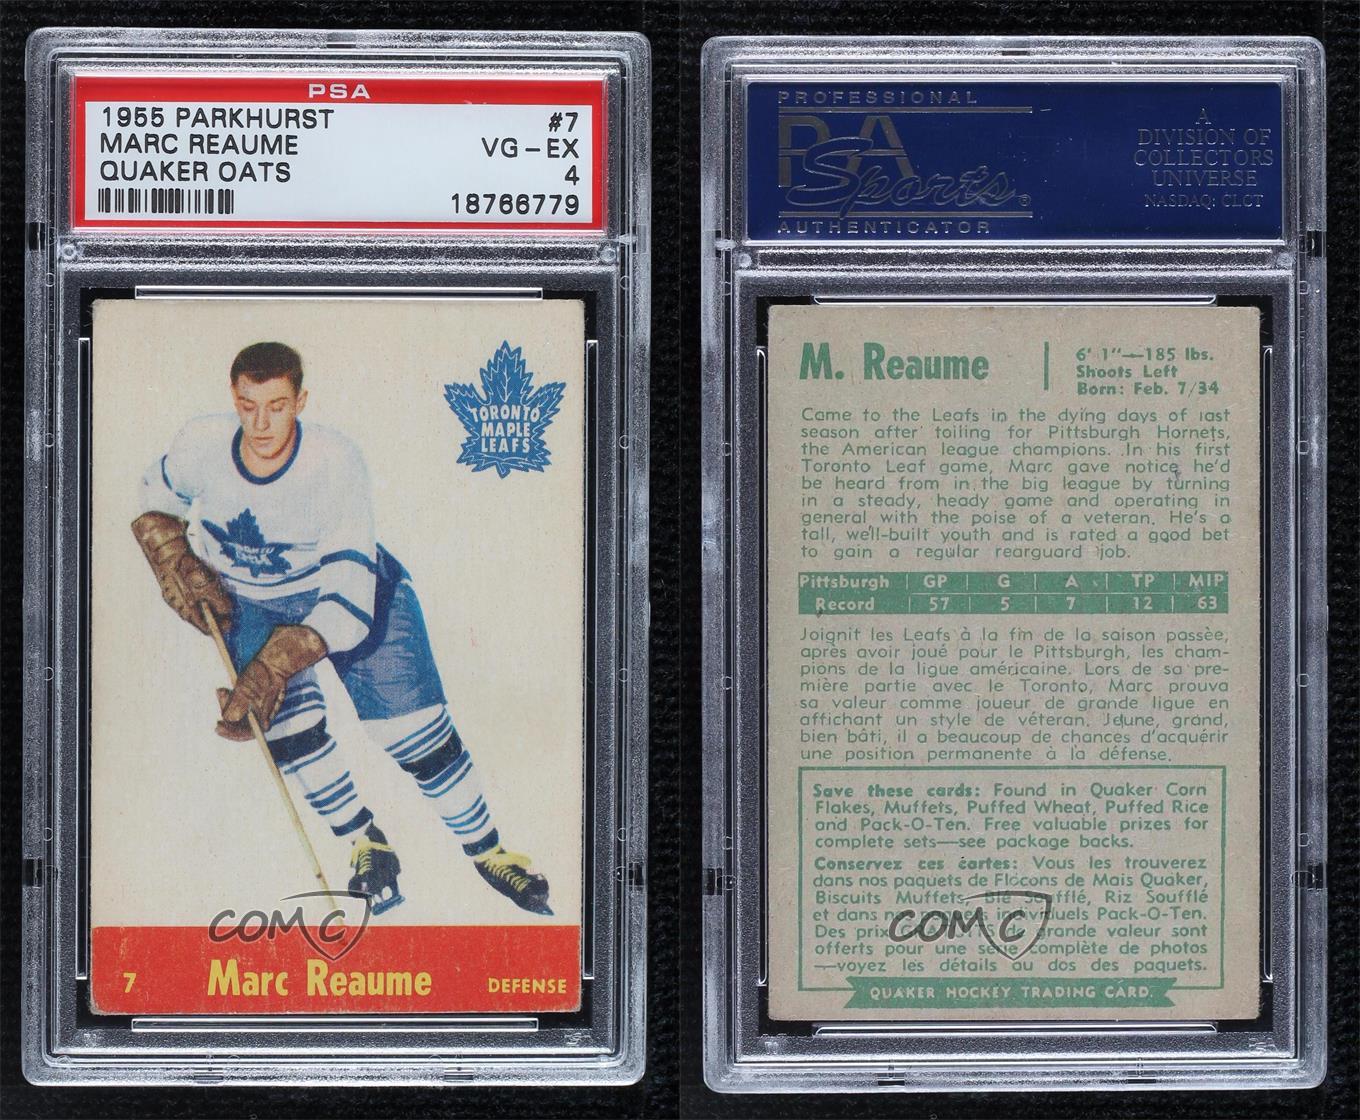 PSA
1955 PARKHURST #7
MARC REAUME VG-EX
QUAKER OATS 4
18766779
TORONTO
MAPLE
LEAFS
7 Marc Reaume DEFENSE
COMC
PROFESSIONAL
PSA
Sports®
AUTHENTICATOR
A
DIVISION OF
COLLECTORS
UNIVERSE
NASDAQ: CLCT
M. Reaume
6' 1"—185 lbs.
Shoots Left
Born: Feb. 7/34
Came to the Leafs in the dying days of last
season after toiling for Pittsburgh Hornets,
the American league champions. In his first
Toronto Leaf game, Marc gave notice he'd
be heard from in the big league by turning
in a steady, heady game and operating in
general with the poise of a veteran. He's a
tall, well-built youth and is rated a good bet
to gain a regular rearguard job.
Pittsburgh | GP | G | A | TP | MIP
Record | 57 | 5 | 7 | 12 | 63
Joignit les Leafs à la fin de la saison passèe,
après avoir joué pour le Pittsburgh, les cham-
pions de la ligue américaine. Lors de sa pre-
mière partie avec le Toronto, Marc prouva
sa valeur comme joueur de grande ligue en
affichant un style de véteran. Jeune, grand,
bien bâti, il a beaucoup de chances d'acquérir
une position permanente à la défense.
Save these cards: Found in Quaker Corn
Flakes, Muffets, Puffed Wheat, Puffed Rice
and Pack-O-Ten. Free valuable prizes for
complete sets—see package backs.
Conservez ces cartes: Vous les trouverez
dans nos paquets de Flocons de Mais Quaker,
Biscuits Muffets, Blé Soufflé, Riz Soufflé
et dans nos paquets individuels Pack-O-Ten.
Des prix de grande valeur sont
offerts pour une série complète de photos
—voyez les détails au dos des paquets.
COMC
QUAKER HOCKEY TRADING CARD.